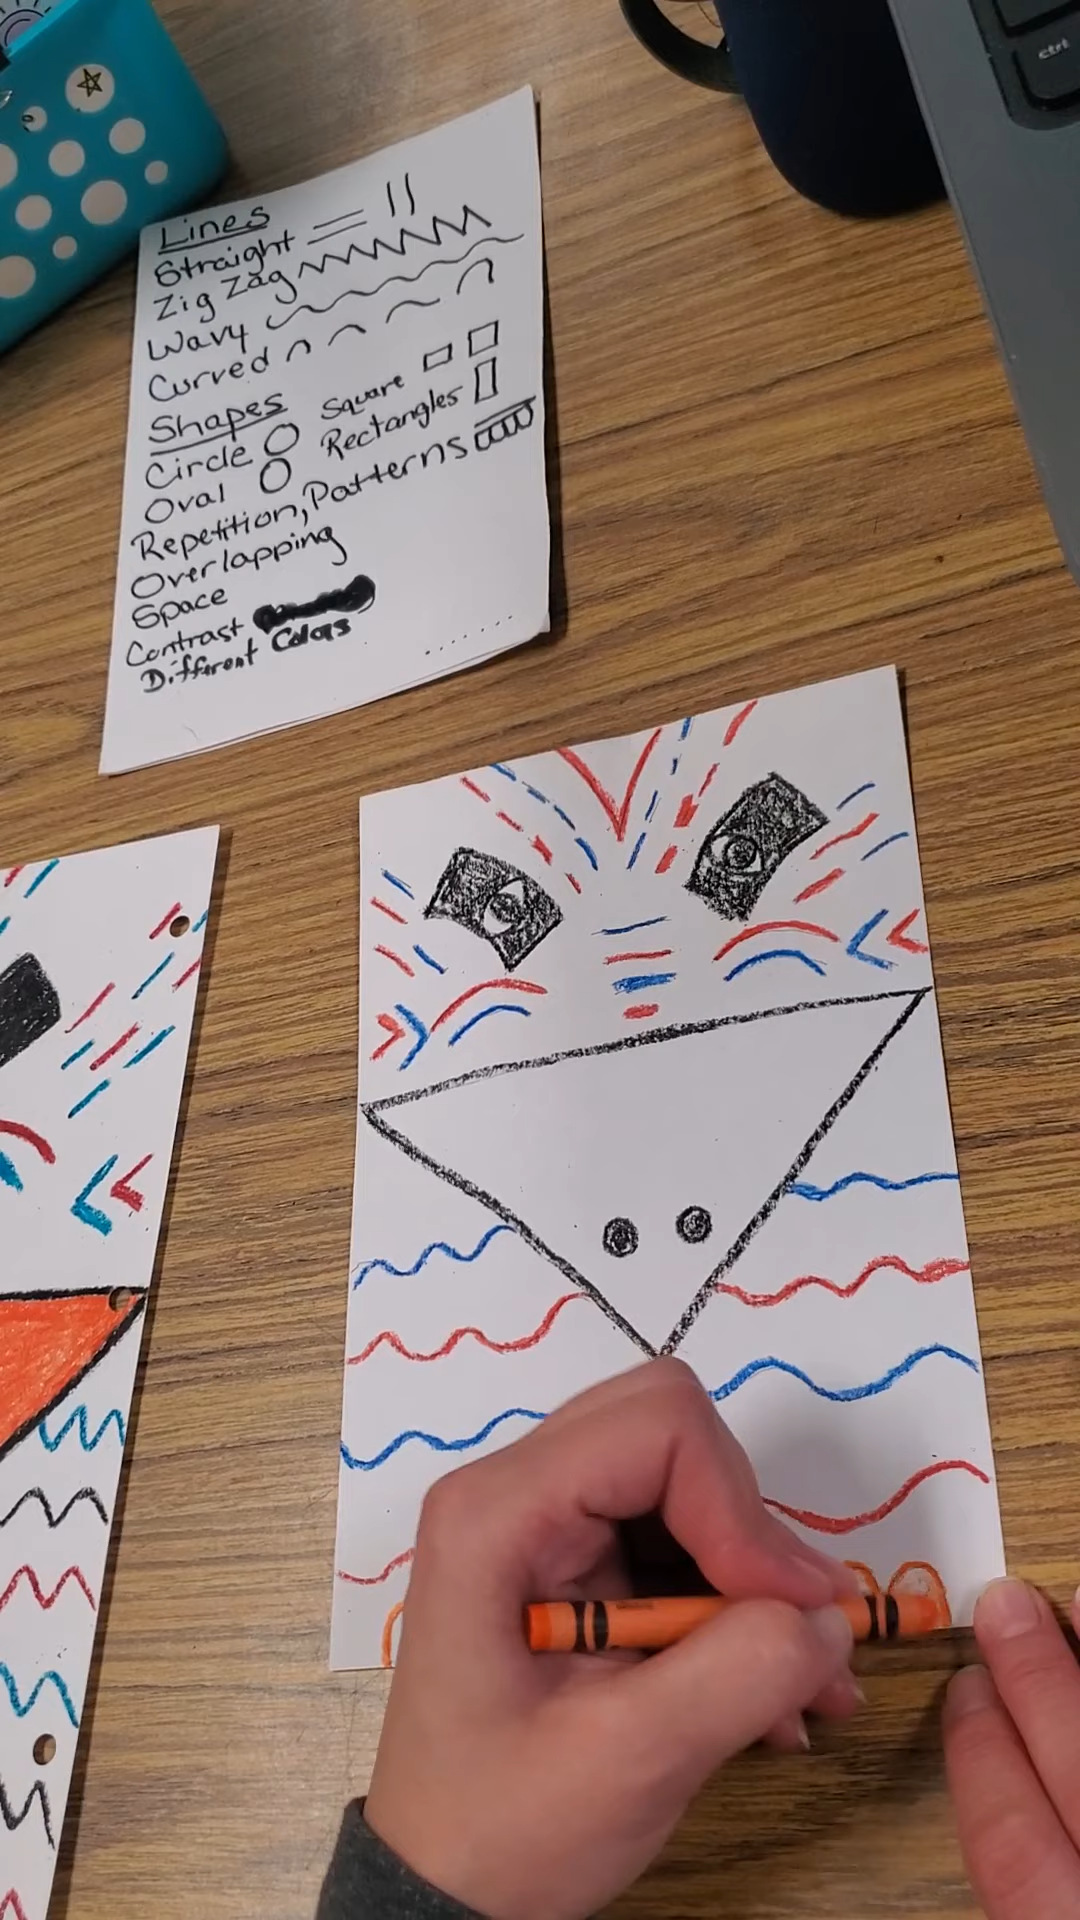 ctrl
Lines
Straight
Zig Zag
Wavy
Curved
Shapes
Circle Square
Oval Rectangles
Repetition, Patterns
Overlapping
Space
Contrast
Different Colors